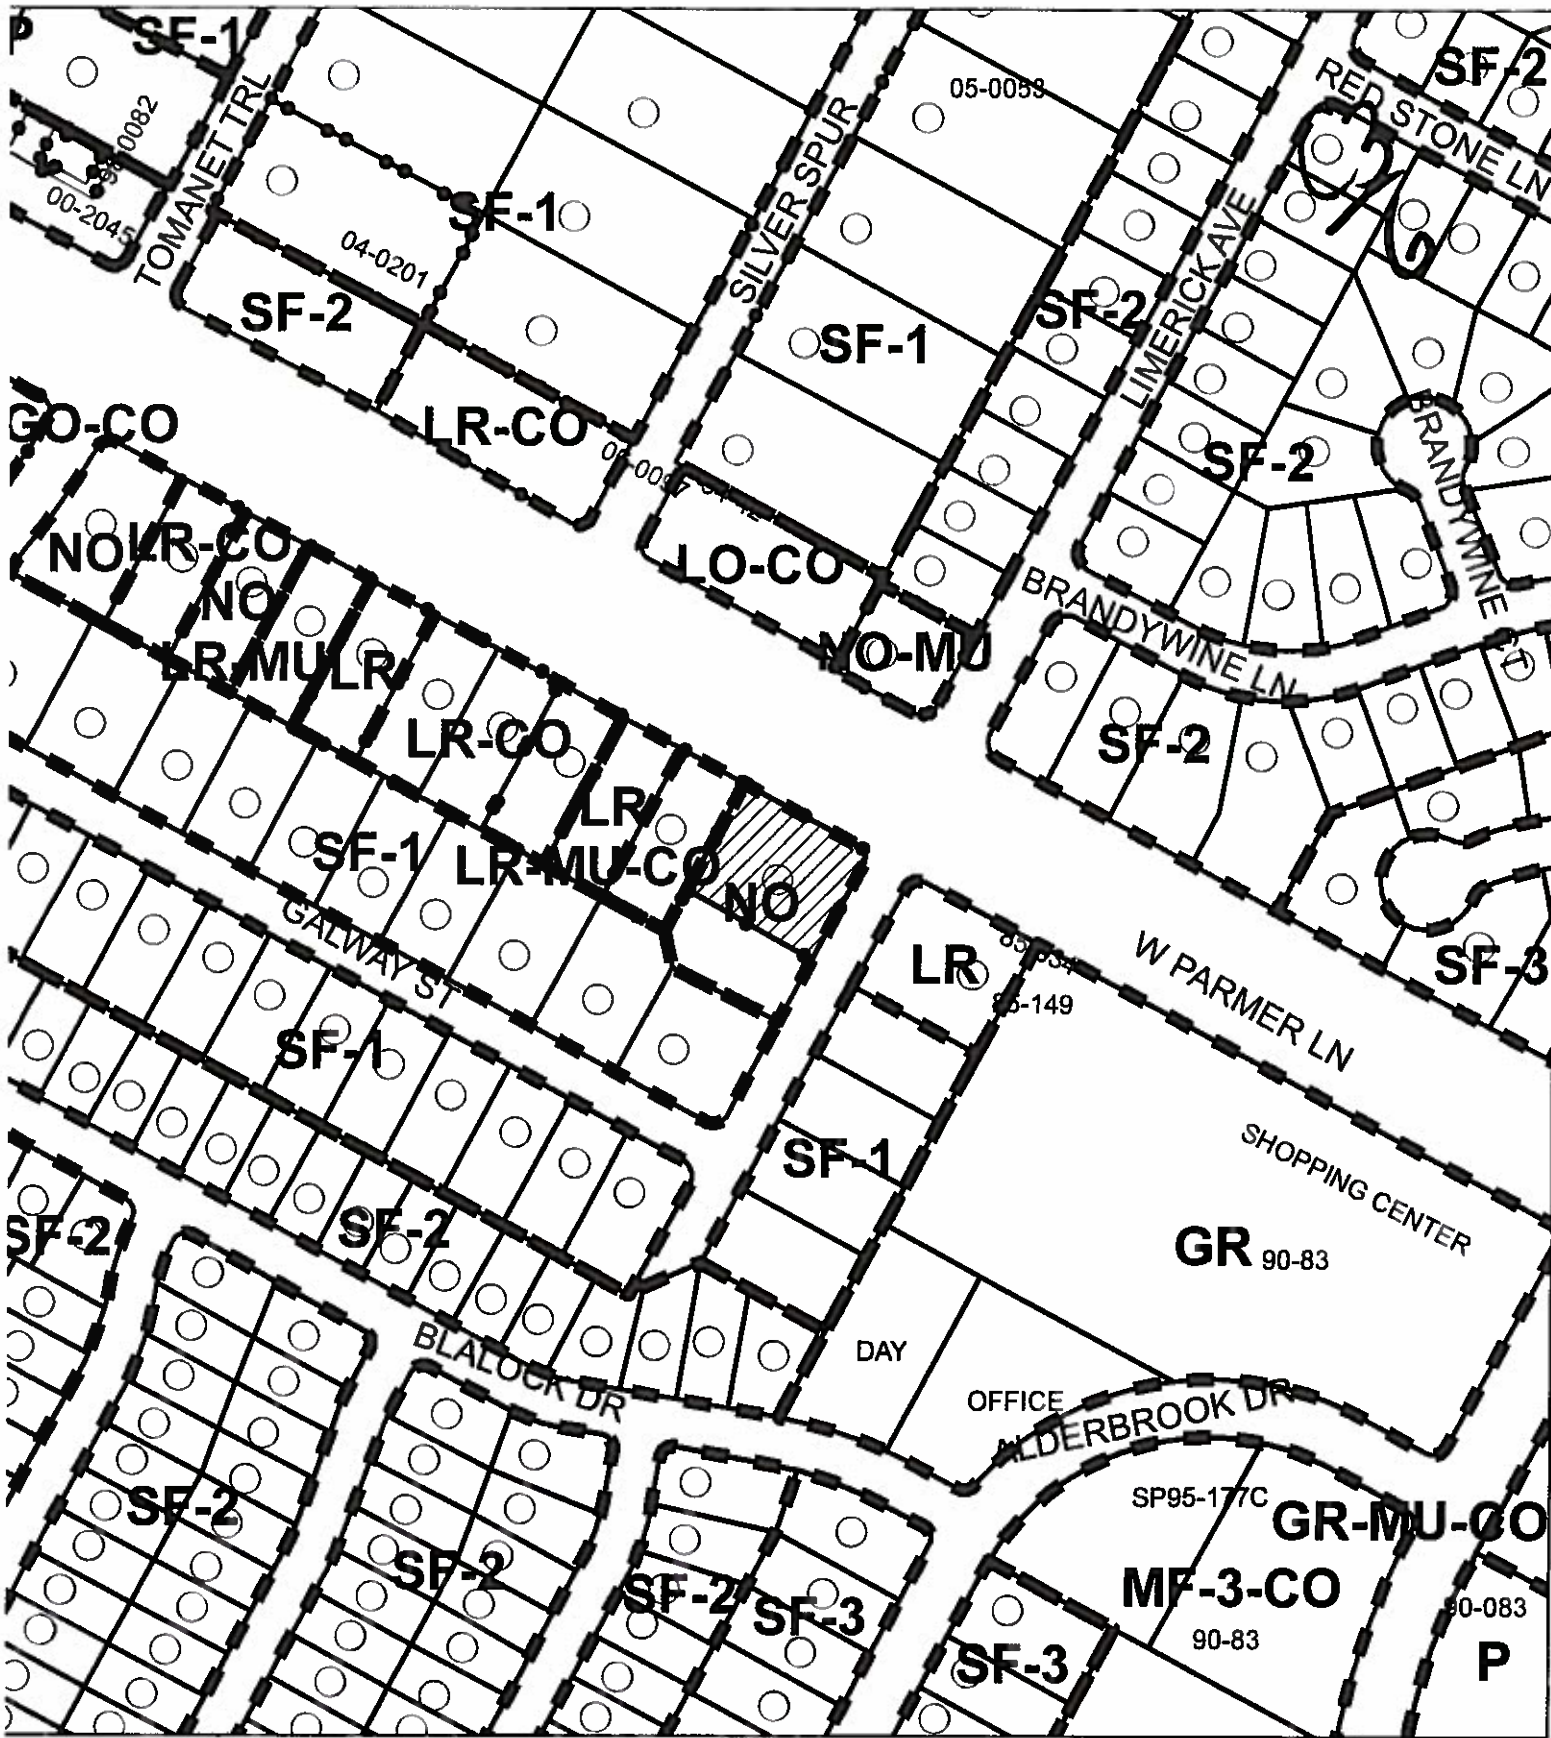 P
SF-1
05-0053
SF-2
RED STONE LN
TOMANET TRL
00-2045
SILVER SPUR
SF-1
04-0201
LIMERICK AVE
SF-2
SF-2
SF-1
BRANDYWINE CT
GO-CO
LR-CO
SF-2
NO
LR-CO
LO-CO
NO
BRANDYWINE LN
LR-MU
LR
NO-MU
LR-CO
SF-2
LR
SF-1
LR-MU-CO
NO
GALWAY ST
LR
W PARMER LN
SF-3
85-149
SF-1
SF-1
SHOPPING CENTER
SF-2
SF-2
GR
90-83
BLALOCK DR
DAY
OFFICE
ALDERBROOK DR
SF-2
SP95-177C
GR-MU-CO
SF-2
SF-2
SF-3
MF-3-CO
90-083
90-83
SF-3
P